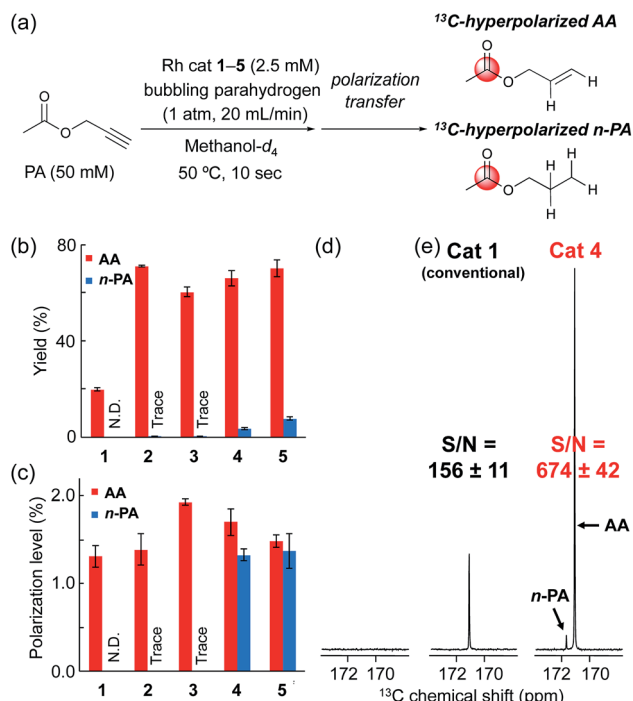 (a)
O
O
PA (50 mM)
Rh cat 1–5 (2.5 mM)
bubbling parahydrogen
(1 atm, 20 mL/min)
Methanol-d4
50 ºC, 10 sec
polarization
transfer
¹³C-hyperpolarized AA
O
O
H
H
¹³C-hyperpolarized n-PA
O
O
H
H
H
H
(b)
AA
n-PA
Yield (%)
80
40
0
N.D.
Trace
Trace
1 2 3 4 5
(c)
AA
n-PA
Polarization level (%)
2.0
1.0
0.0
N.D.
Trace
Trace
1 2 3 4 5
(d)
172 170
(e)
Cat 1
(conventional)
S/N =
156 ± 11
172 170
Cat 4
S/N =
674 ± 42
AA
n-PA
172 170
¹³C chemical shift (ppm)